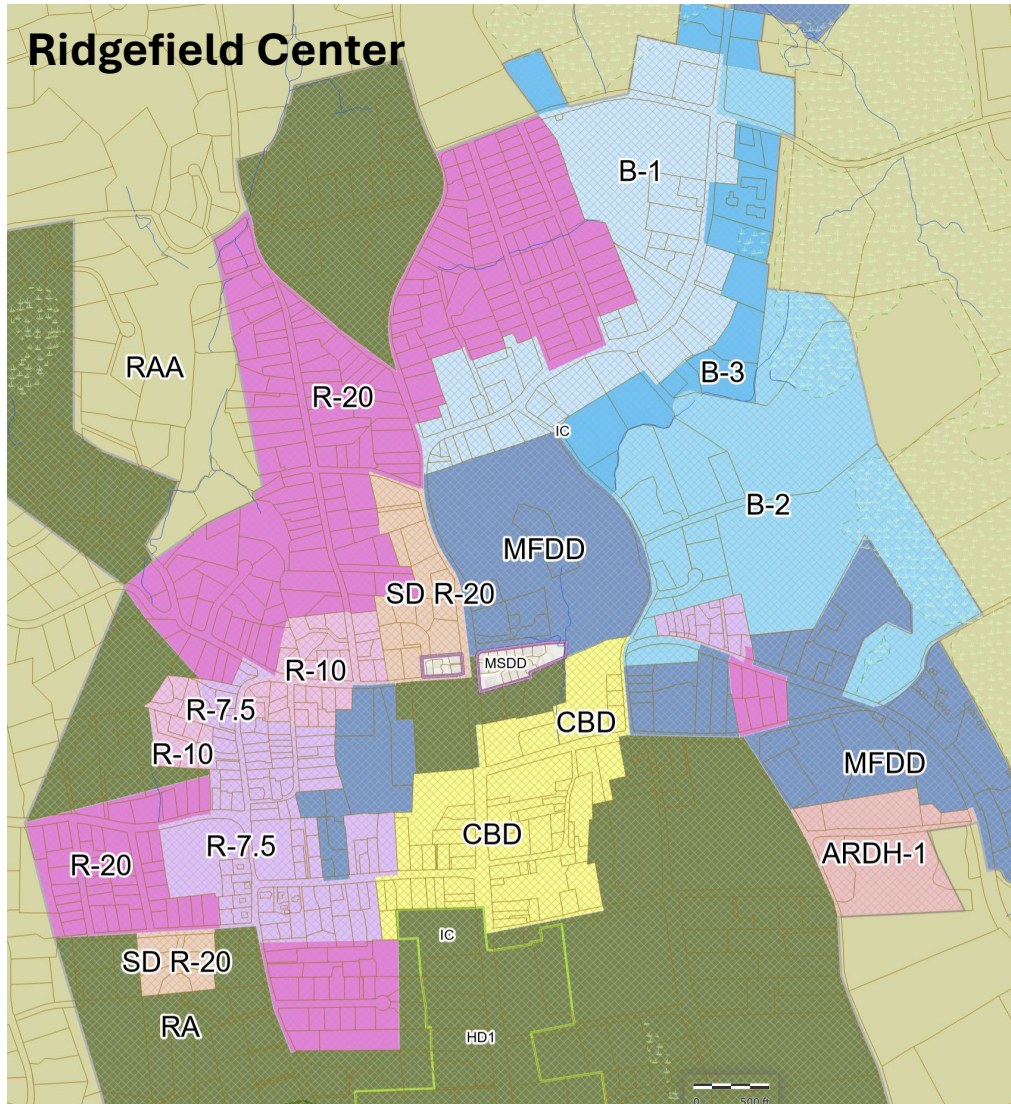 Ridgefield Center
B-1
RAA
R-20
B-3
IC
B-2
MFDD
SD R-20
MSDD
R-10
R-7.5
CBD
R-10
MFDD
CBD
R-7.5
ARDH-1
R-20
IC
SD R-20
RA
HD1
0 500 ft